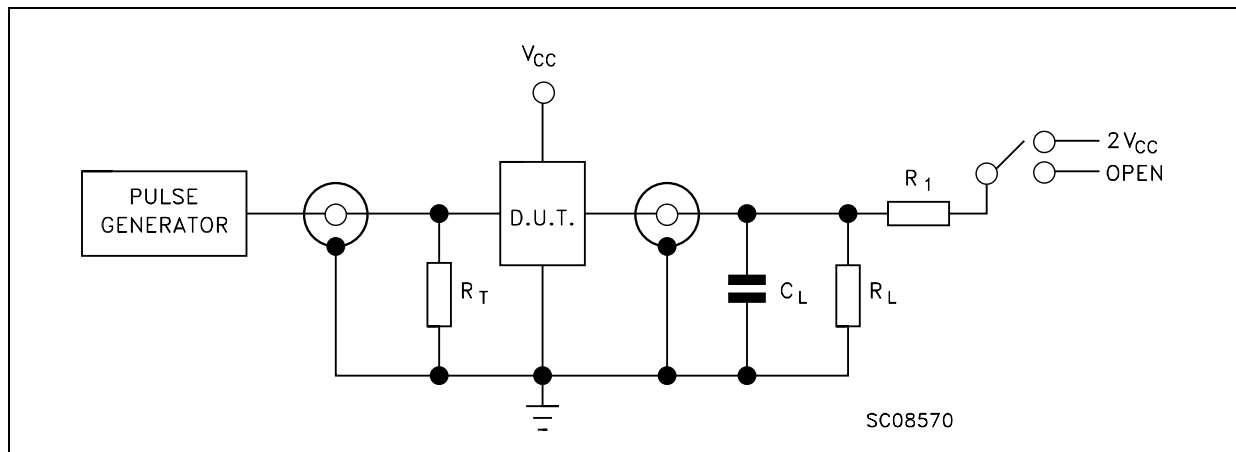 VCC
PULSE
GENERATOR
D.U.T.
RT
CL
RL
R1
2VCC
OPEN
SC08570